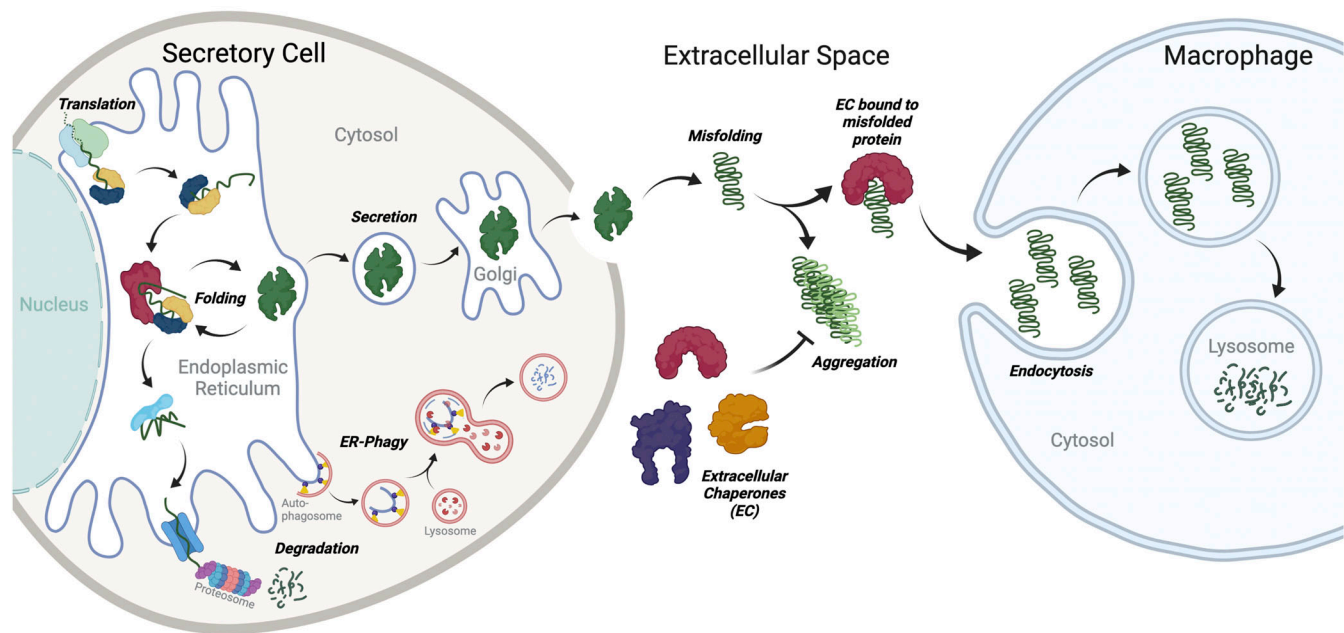 Secretory Cell
Extracellular Space
Macrophage
Translation
Cytosol
Misfolding
EC bound to
misfolded
protein
Secretion
Golgi
Nucleus
Folding
Endoplasmic
Reticulum
Aggregation
Endocytosis
Lysosome
Cytosol
ER-Phagy
Auto-
phagosome
Lysosome
Extracellular
Chaperones
(EC)
Degradation
Proteosome